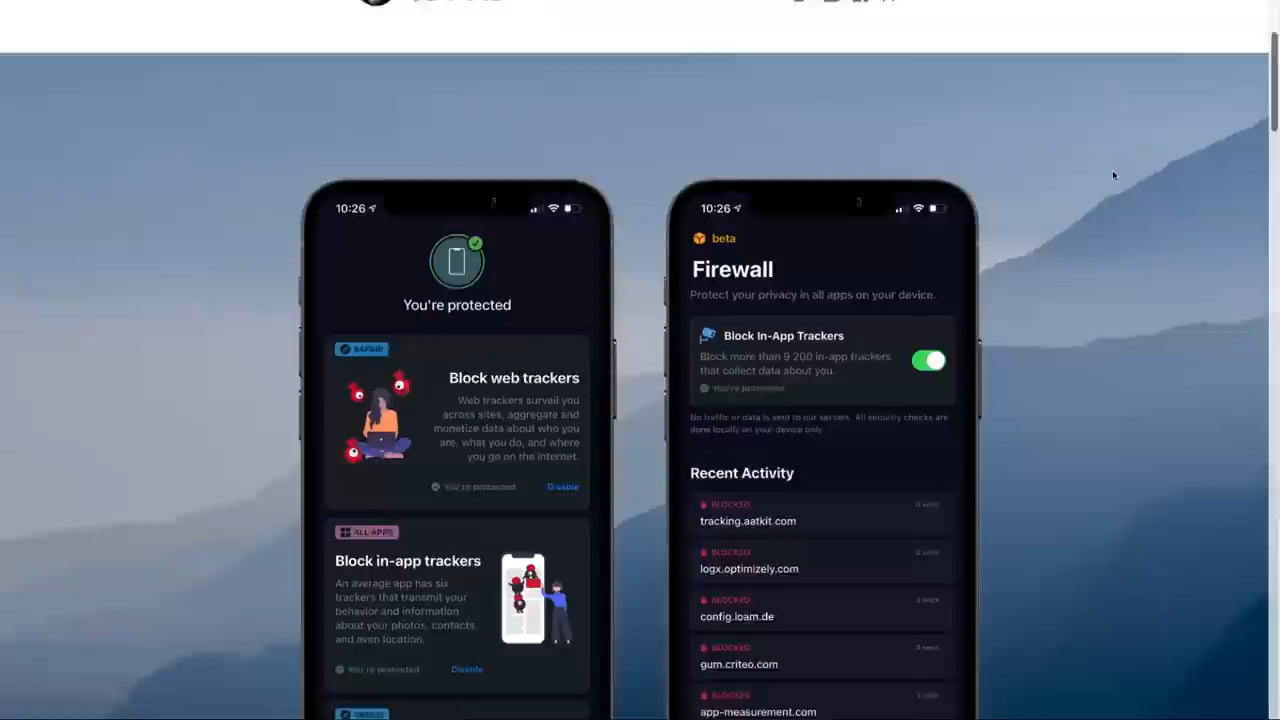 10:26
You're protected
SAFARI
Block web trackers
Web trackers surveil you
across sites, aggregate and
monetize data about who you
are, what you do, and where
you go on the internet.
You're protected Disable
ALL APPS
Block in-app trackers
An average app has six
trackers that transmit your
behavior and information
about your photos, contacts,
and even location.
You're protected Disable
10:26
beta
Firewall
Protect your privacy in all apps on your device.
Block In-App Trackers
Block more than 9 200 in-app trackers
that collect data about you.
You're protected
No traffic or data is sent to our servers. All security checks are
done locally on your device only.
Recent Activity
BLOCKED
tracking.aatkit.com
BLOCKED
logx.optimizely.com
BLOCKED
config.ioam.de
BLOCKED
gum.criteo.com
BLOCKED
app-measurement.com